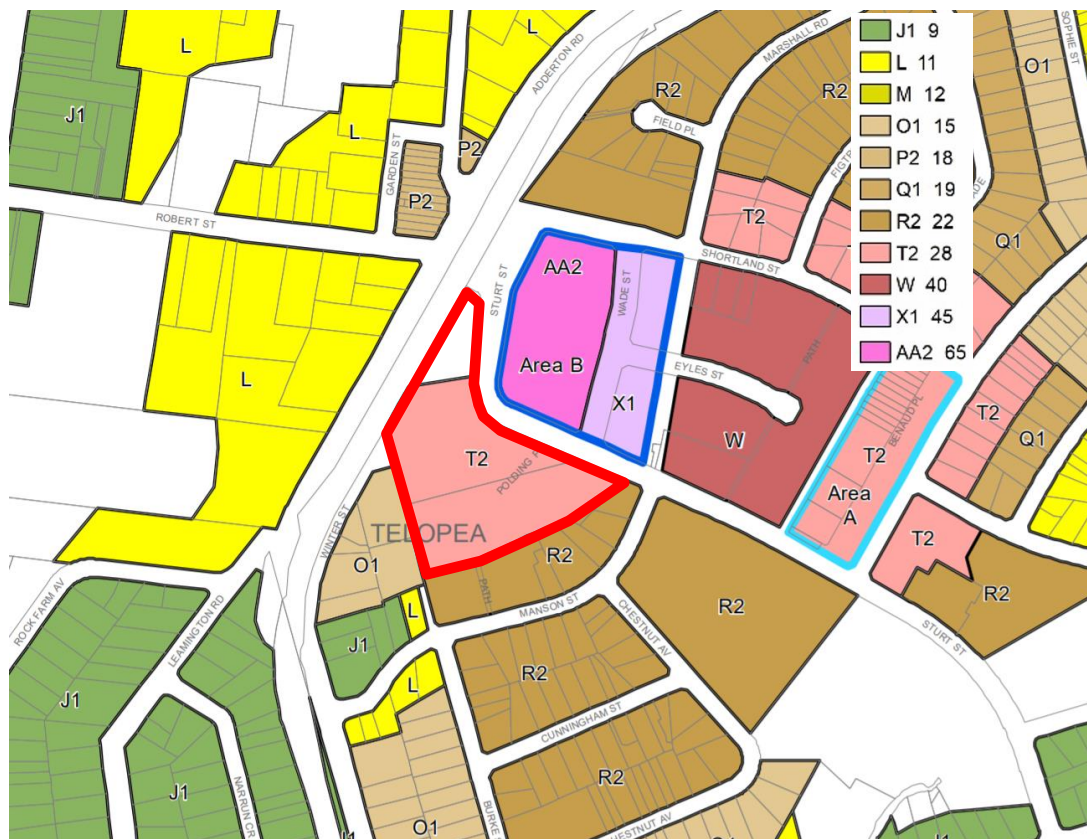 L
L
ADDERTON RD
MARSHALL RD
SOPHIE ST
J1 9
L 11
M 12
O1 15
P2 18
Q1 19
R2 22
T2 28
W 40
X1 45
AA2 65
O1
R2
R2
J1
L
FIELD PL
GARDEN ST
P2
P2
ROBERT ST
T2
Q1
SHORTLAND ST
STURT ST
AA2
WADE ST
L
Area B
EYLES ST
PATH
X1
W
BENAUD PL
T2
Q1
T2
T2
POLDING
Area
A
WINTER ST
TELOPEA
T2
O1
R2
PATH
MANSON ST
R2
R2
CHESTNUT AV
STURT ST
ROCK FARM AV
LEAMINGTON RD
L
J1
L
R2
J1
CUNNINGHAM ST
R2
J1
NARRUN CR
O1
BURKE
O1
J1